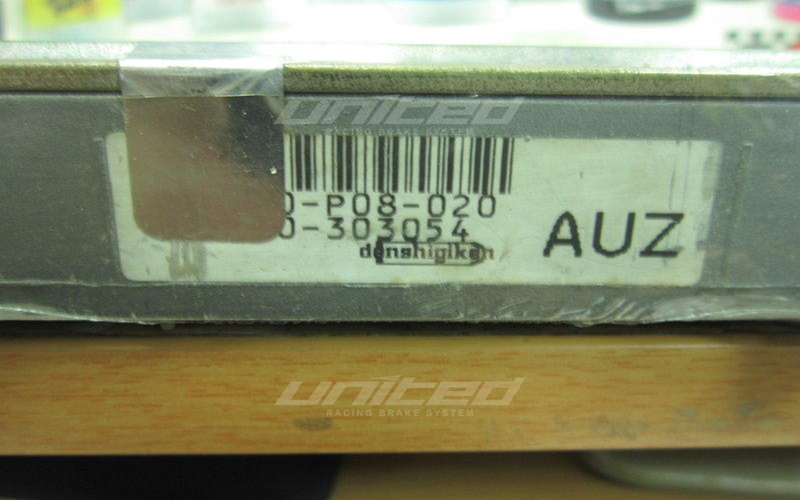 united
RACING BRAKE SYSTEM
0-P08-020
0-303054
denshigiken
AUZ
united
RACING BRAKE SYSTEM